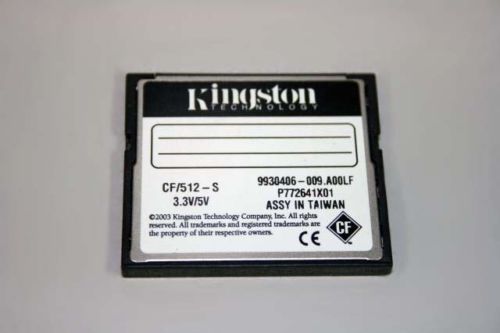 Kingston
TECHNOLOGY
CF/512-S
3.3V/5V
9930406-009.A00LF
P772641X01
ASSY IN TAIWAN
©2003 Kingston Technology Company, Inc. All rights
reserved. All trademarks and registered trademarks are
the property of their respective owners.
CE
CF